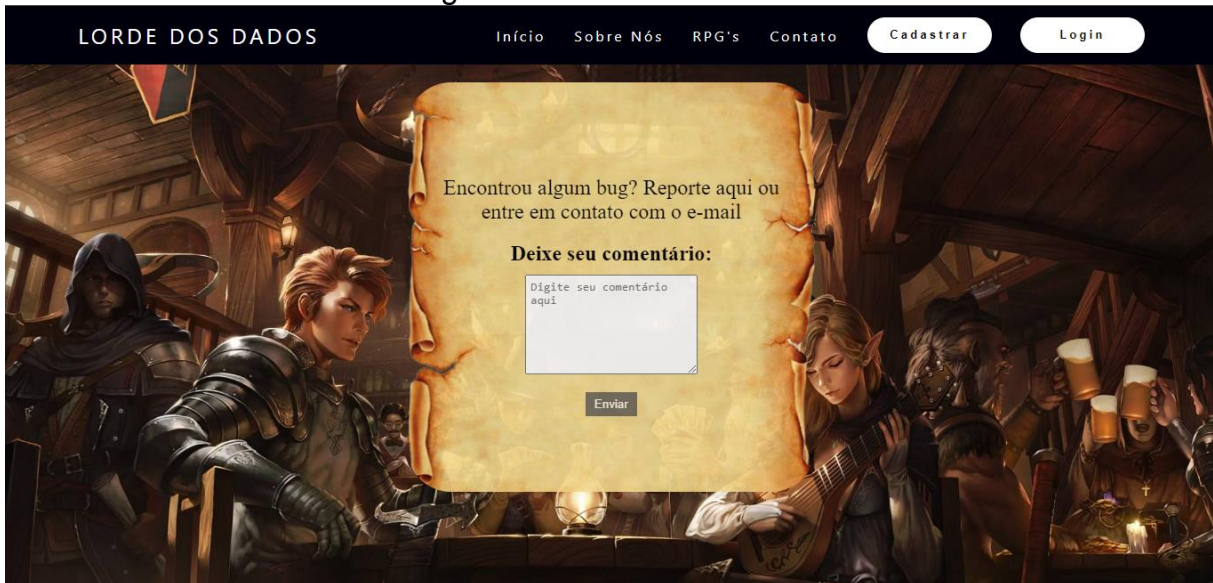 LORDE DOS DADOS
Início Sobre Nós RPG's Contato Cadastrar Login
Encontrou algum bug? Reporte aqui ou
entre em contato com o e-mail
Deixe seu comentário:
Digite seu comentário
aqui
Enviar